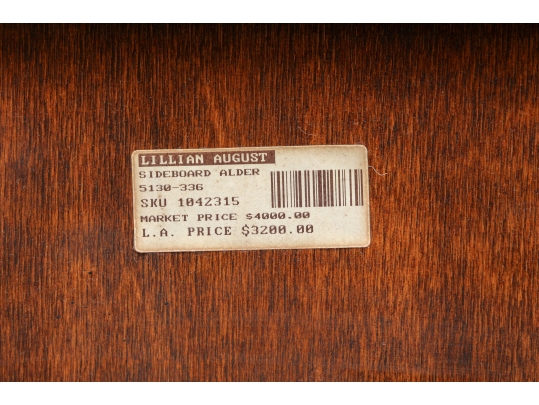 LILLIAN AUGUST
SIDEBOARD ALDER
5130-336
SKU 1042315
MARKET PRICE $4000.00
L.A. PRICE $3200.00